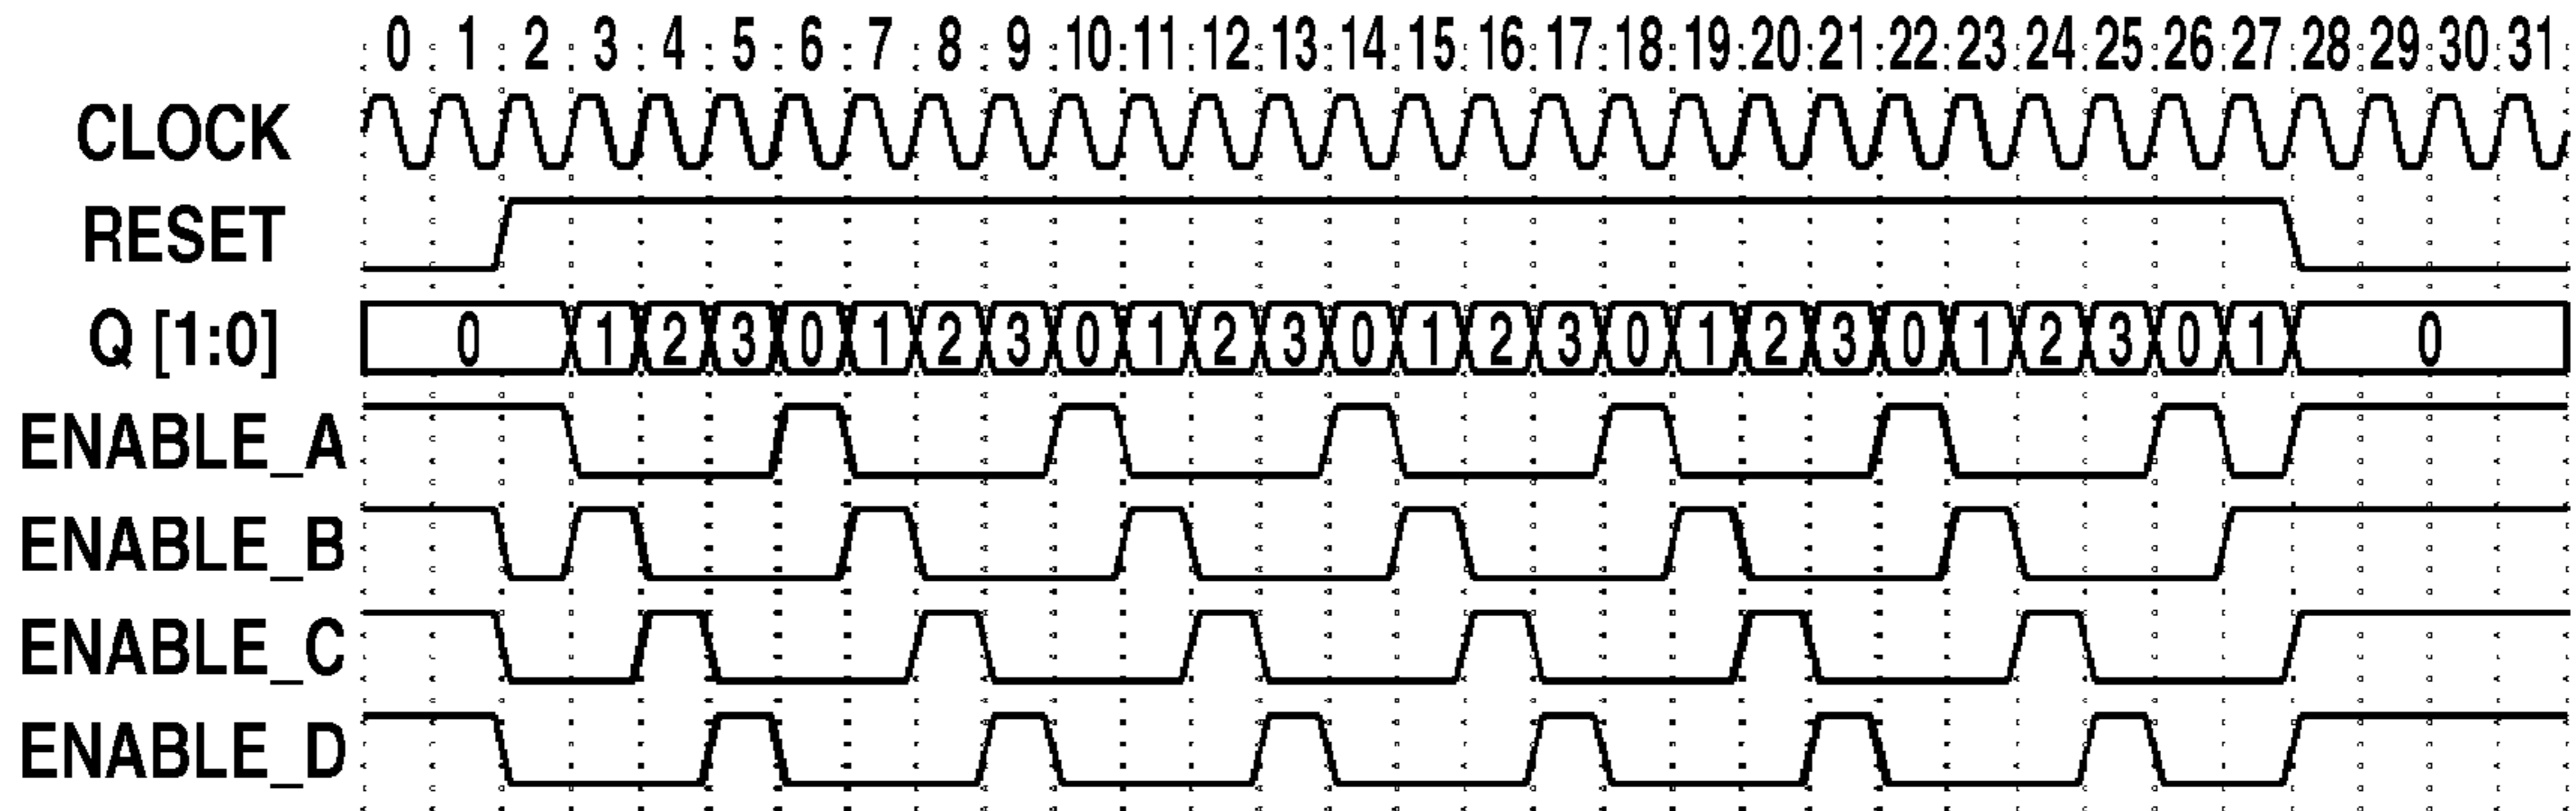 0 1 2 3 4 5 6 7 8 9 10 11 12 13 14 15 16 17 18 19 20 21 22 23 24 25 26 27 28 29 30 31
CLOCK
RESET
Q [1:0] 0 1 2 3 0 1 2 3 0 1 2 3 0 1 2 3 0 1 2 3 0 1 2 3 0 1 0
ENABLE_A
ENABLE_B
ENABLE_C
ENABLE_D